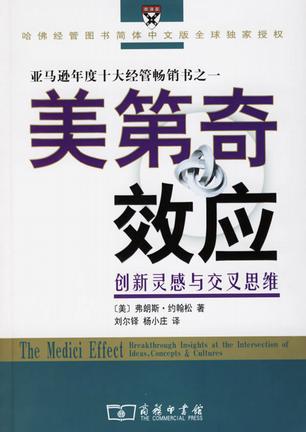 哈佛经管图书简体中文版全球独家授权
亚马逊年度十大经管畅销书之一
美第奇
效应
创新灵感与交叉思维
〔美〕弗朗斯·约翰松 著
刘尔铎 杨小庄 译
The Medici Effect
Breakthrough Insights at the Intersection of
Ideas, Concepts & Cultures
商务印书馆